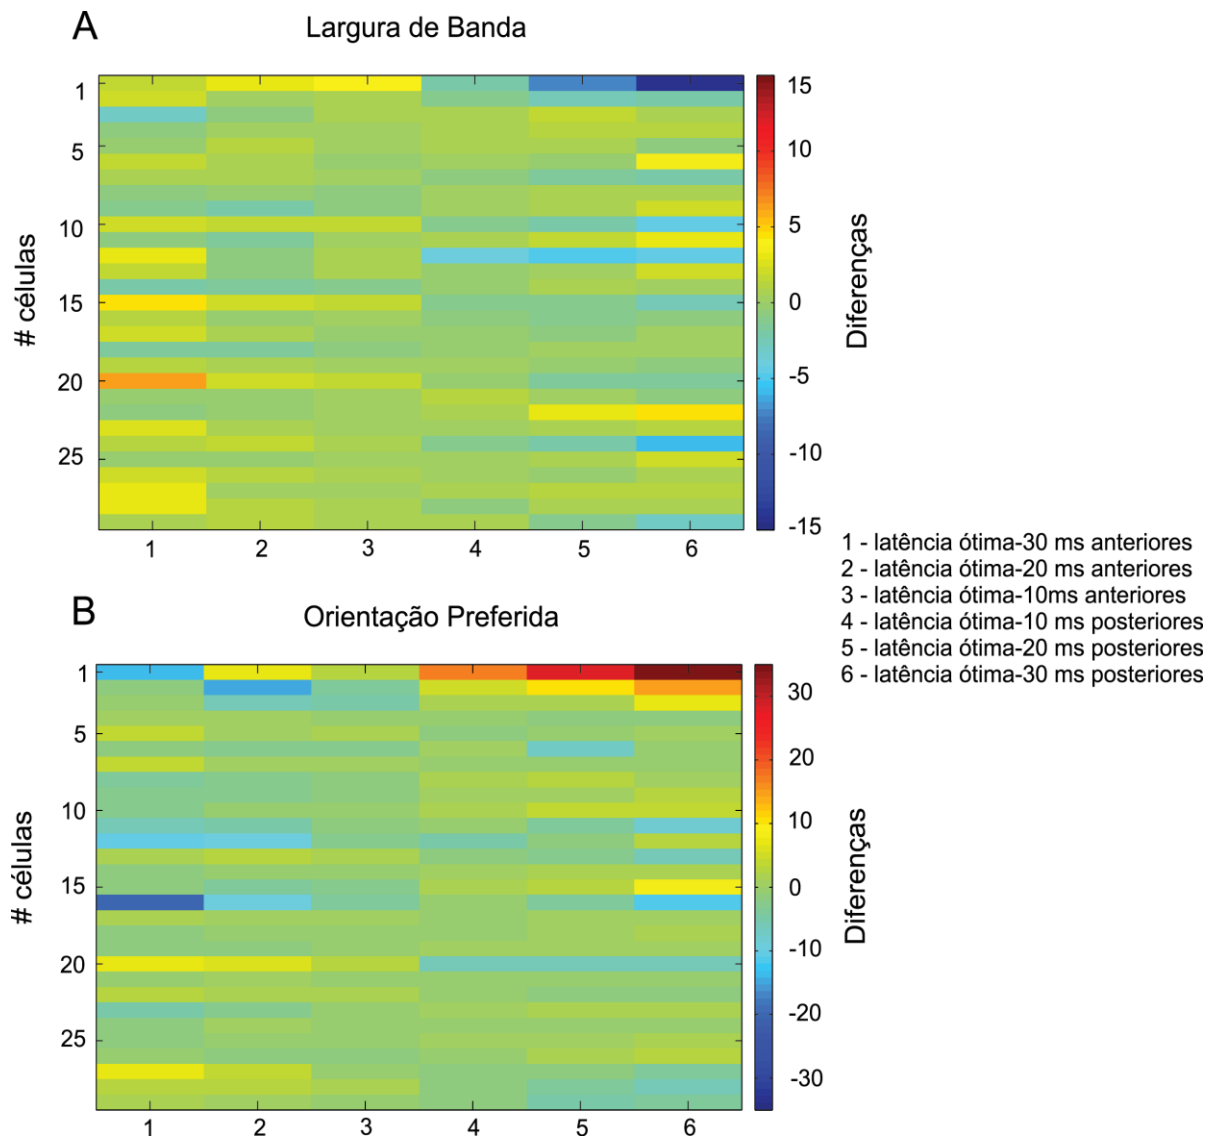 A
Largura de Banda
# células
1
5
10
15
20
25
1 2 3 4 5 6
15
10
5
0
-5
-10
-15
Diferenças
1 - latência ótima-30 ms anteriores
2 - latência ótima-20 ms anteriores
3 - latência ótima-10ms anteriores
4 - latência ótima-10 ms posteriores
5 - latência ótima-20 ms posteriores
6 - latência ótima-30 ms posteriores
B
Orientação Preferida
# células
1
5
10
15
20
25
1 2 3 4 5 6
30
20
10
0
-10
-20
-30
Diferenças